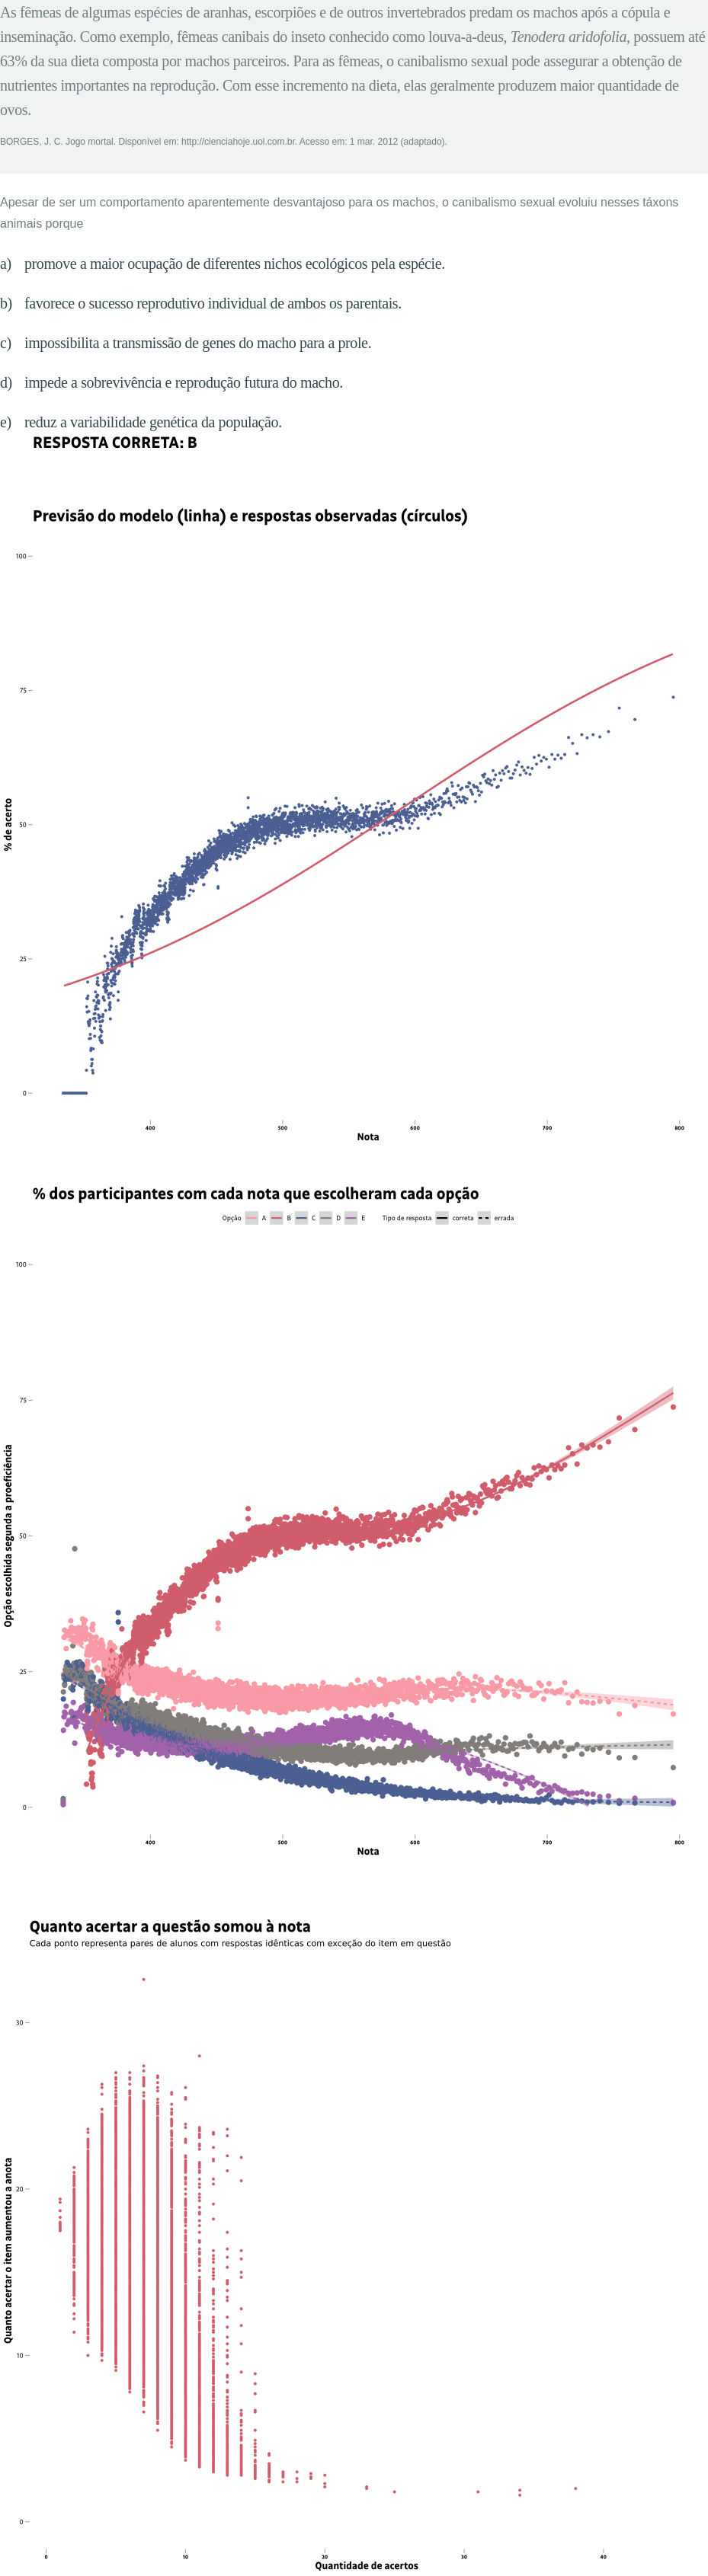 As fêmeas de algumas espécies de aranhas, escorpiões e de outros invertebrados predam os machos após a cópula e
inseminação. Como exemplo, fêmeas canibais do inseto conhecido como louva-a-deus, Tenodera aridofolia, possuem até
63% da sua dieta composta por machos parceiros. Para as fêmeas, o canibalismo sexual pode assegurar a obtenção de
nutrientes importantes na reprodução. Com esse incremento na dieta, elas geralmente produzem maior quantidade de
ovos.
BORGES, J. C. Jogo mortal. Disponível em: http://cienciahoje.uol.com.br. Acesso em: 1 mar. 2012 (adaptado).
Apesar de ser um comportamento aparentemente desvantajoso para os machos, o canibalismo sexual evoluiu nesses táxons
animais porque
a) promove a maior ocupação de diferentes nichos ecológicos pela espécie.
b) favorece o sucesso reprodutivo individual de ambos os parentais.
c) impossibilita a transmissão de genes do macho para a prole.
d) impede a sobrevivência e reprodução futura do macho.
e) reduz a variabilidade genética da população.
RESPOSTA CORRETA: B
Previsão do modelo (linha) e respostas observadas (círculos)
100
75
% de acerto
50
25
0
400 500 600 700 800
Nota
% dos participantes com cada nota que escolheram cada opção
Opção A B C D E Tipo de resposta correta errada
100
75
Opção escolhida segunda a proeficiência
50
25
0
400 500 600 700 800
Nota
Quanto acertar a questão somou à nota
Cada ponto representa pares de alunos com respostas idênticas com exceção do item em questão
30
20
Quanto acertar o item aumentou a anota
10
0
0 10 20 30 40
Quantidade de acertos